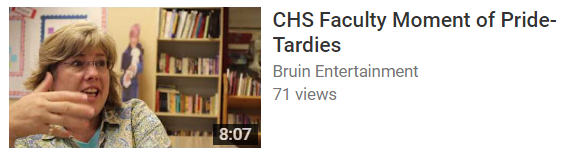 CHS Faculty Moment of Pride-
Tardies
Bruin Entertainment
71 views
8:07